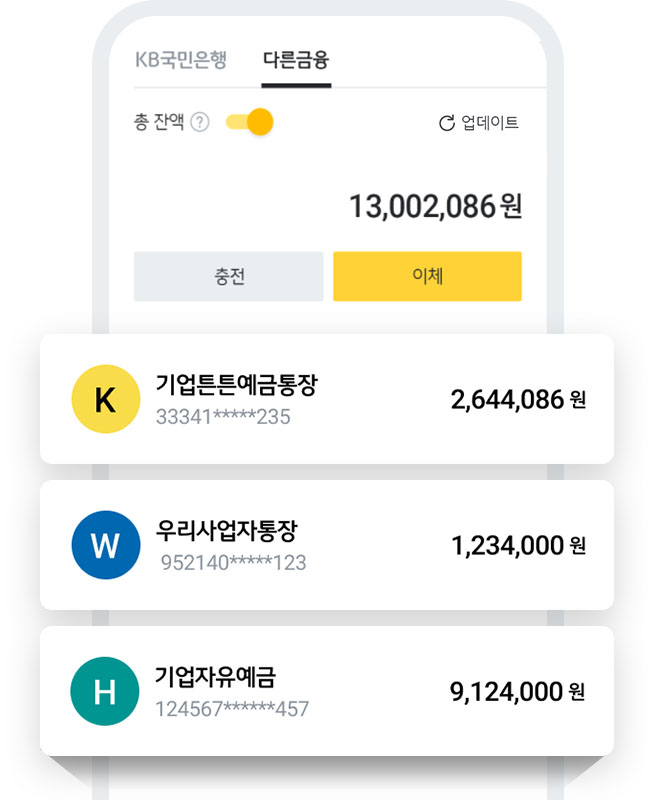 KB국민은행 다른금융
총 잔액 ? 업데이트
13,002,086원
충전 이체
K 기업튼튼예금통장 2,644,086 원
33341*****235
W 우리사업자통장 1,234,000 원
952140*****123
H 기업자유예금 9,124,000 원
124567******457